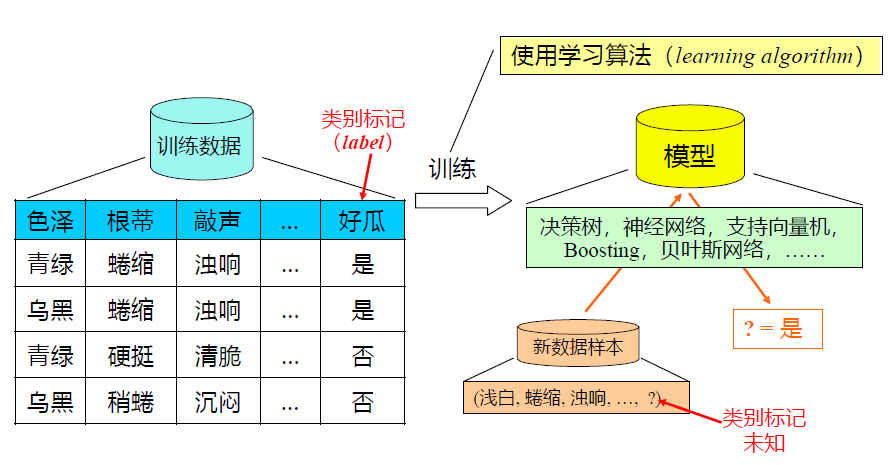 使用学习算法（learning algorithm）
训练数据
类别标记
（label）
训练
模型
色泽 根蒂 敲声 ... 好瓜
青绿 蜷缩 浊响 ... 是
乌黑 蜷缩 浊响 ... 是
青绿 硬挺 清脆 ... 否
乌黑 稍蜷 沉闷 ... 否
决策树，神经网络，支持向量机，
Boosting，贝叶斯网络，……
? = 是
新数据样本
(浅白, 蜷缩, 浊响, …, ?)
类别标记
未知